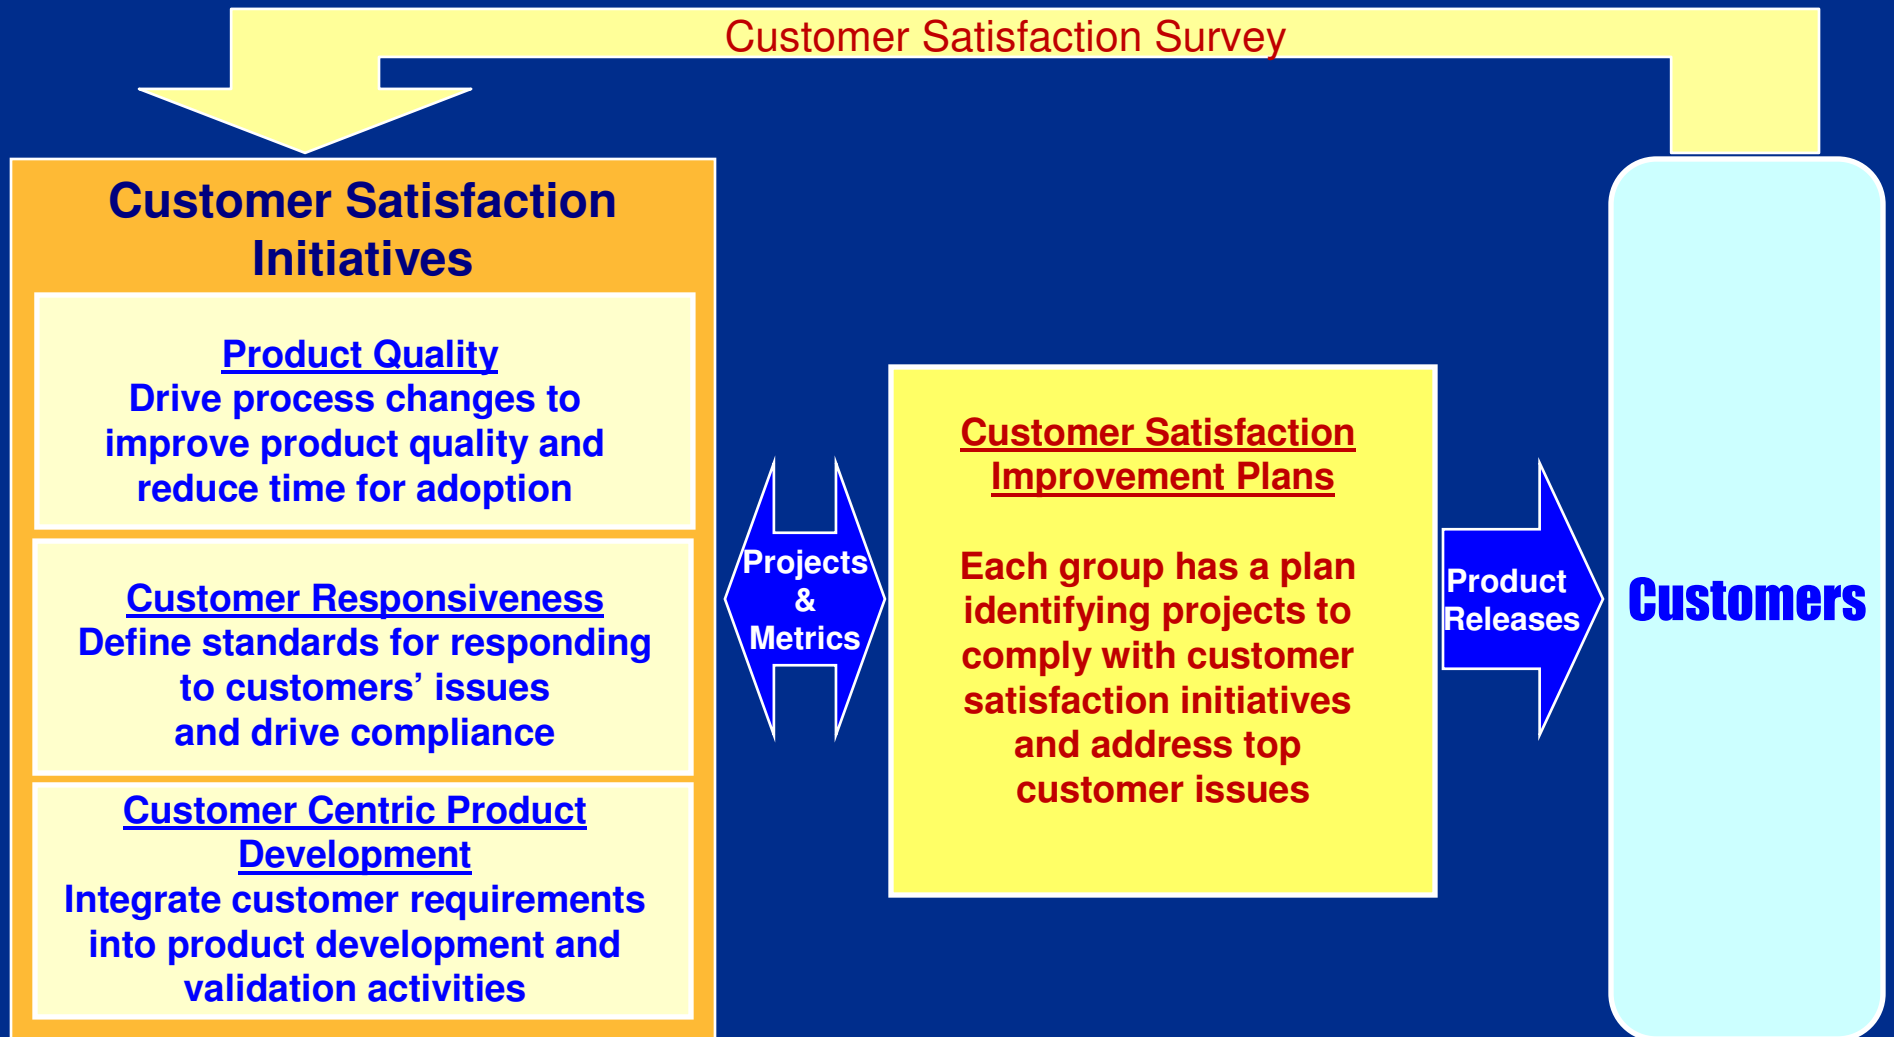 Customer Satisfaction Survey
Customer Satisfaction
Initiatives
Product Quality
Drive process changes to
improve product quality and
reduce time for adoption
Customer Responsiveness
Define standards for responding
to customers’ issues
and drive compliance
Customer Centric Product
Development
Integrate customer requirements
into product development and
validation activities
Projects
&
Metrics
Customer Satisfaction
Improvement Plans
Each group has a plan
identifying projects to
comply with customer
satisfaction initiatives
and address top
customer issues
Product
Releases
Customers